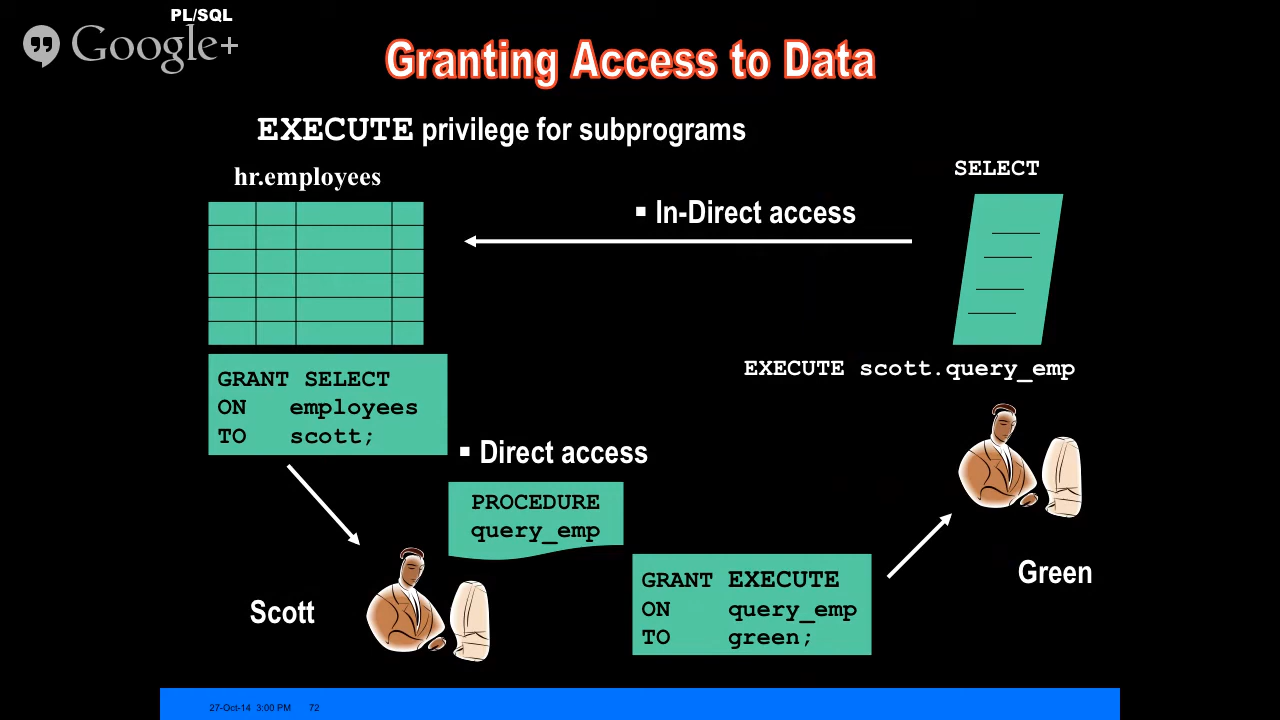 PL/SQL
Google+
Granting Access to Data
EXECUTE privilege for subprograms
hr.employees
SELECT
▪ In-Direct access
GRANT SELECT
ON employees
TO scott;
EXECUTE scott.query_emp
▪ Direct access
PROCEDURE
query_emp
GRANT EXECUTE
ON query_emp
TO green;
Green
Scott
27-Oct-14 3:00 PM 72